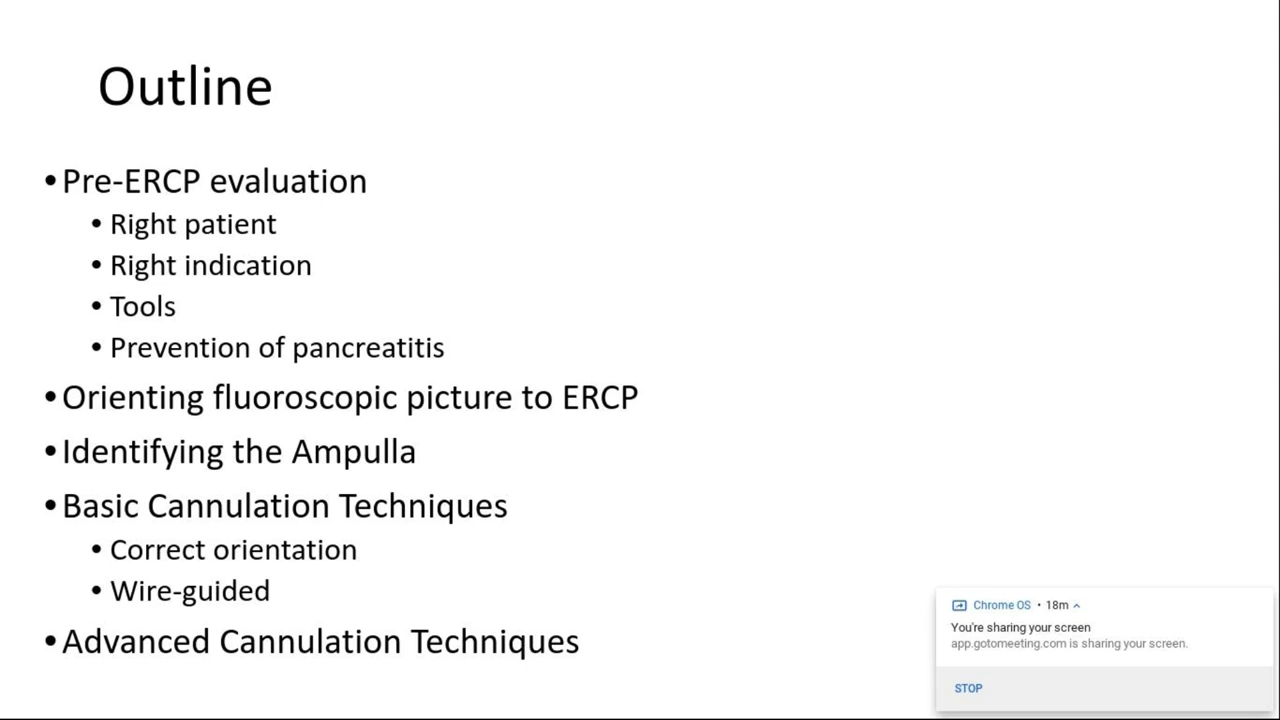 Outline
• Pre-ERCP evaluation
• Right patient
• Right indication
• Tools
• Prevention of pancreatitis
• Orienting fluoroscopic picture to ERCP
• Identifying the Ampulla
• Basic Cannulation Techniques
• Correct orientation
• Wire-guided
• Advanced Cannulation Techniques
Chrome OS • 18m
You're sharing your screen
app.gotomeeting.com is sharing your screen.
STOP